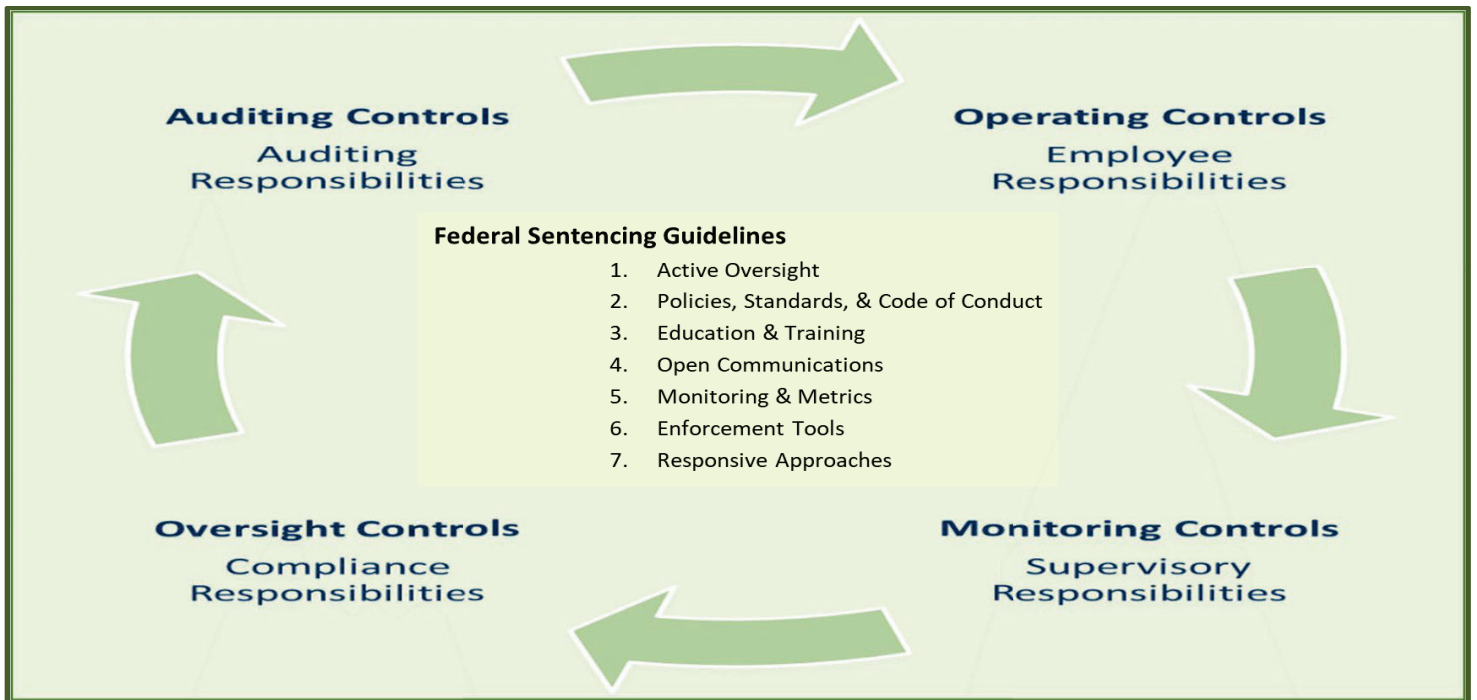 Auditing Controls
Auditing
Responsibilities
Operating Controls
Employee
Responsibilities
Federal Sentencing Guidelines
1. Active Oversight
2. Policies, Standards, & Code of Conduct
3. Education & Training
4. Open Communications
5. Monitoring & Metrics
6. Enforcement Tools
7. Responsive Approaches
Oversight Controls
Compliance
Responsibilities
Monitoring Controls
Supervisory
Responsibilities